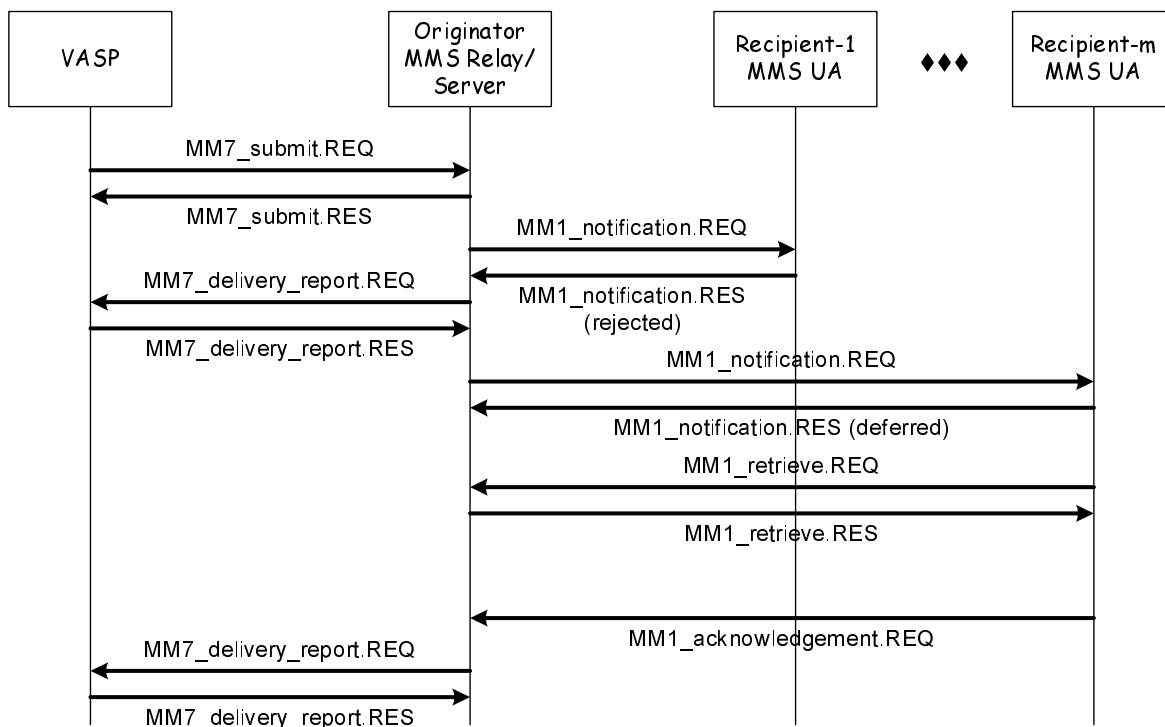 VASP
Originator
MMS Relay/
Server
Recipient-1
MMS UA
Recipient-m
MMS UA
MM7_submit.REQ
MM7_submit.RES
MM1_notification.REQ
MM7_delivery_report.REQ
MM1_notification.RES
(rejected)
MM7_delivery_report.RES
MM1_notification.REQ
MM1_notification.RES (deferred)
MM1_retrieve.REQ
MM1_retrieve.RES
MM1_acknowledgement.REQ
MM7_delivery_report.REQ
MM7_delivery_report.RES